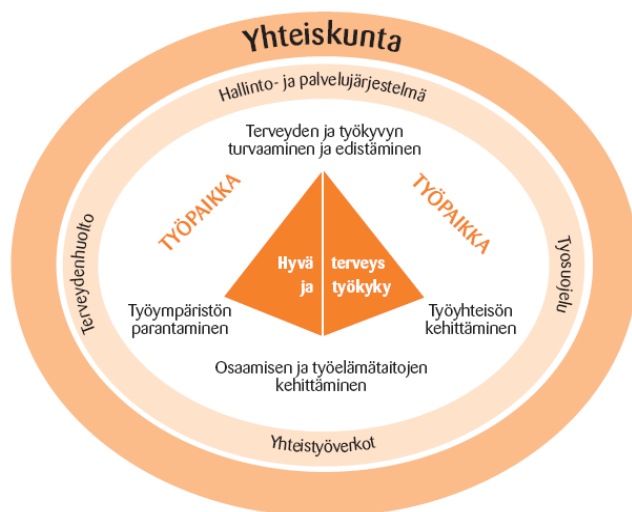 Yhteiskunta
Hallinto- ja palvelujärjestelmä
Terveyden ja työkyvyn
turvaaminen ja edistäminen
TYÖPAIKKA
TYÖPAIKKA
Terveydenhuolto
Tyosuojelu
Hyvä terveys
ja työkyky
Työympäristön
parantaminen
Työyhteisön
kehittäminen
Osaamisen ja työelämätaitojen
kehittäminen
Yhteistyöverkot